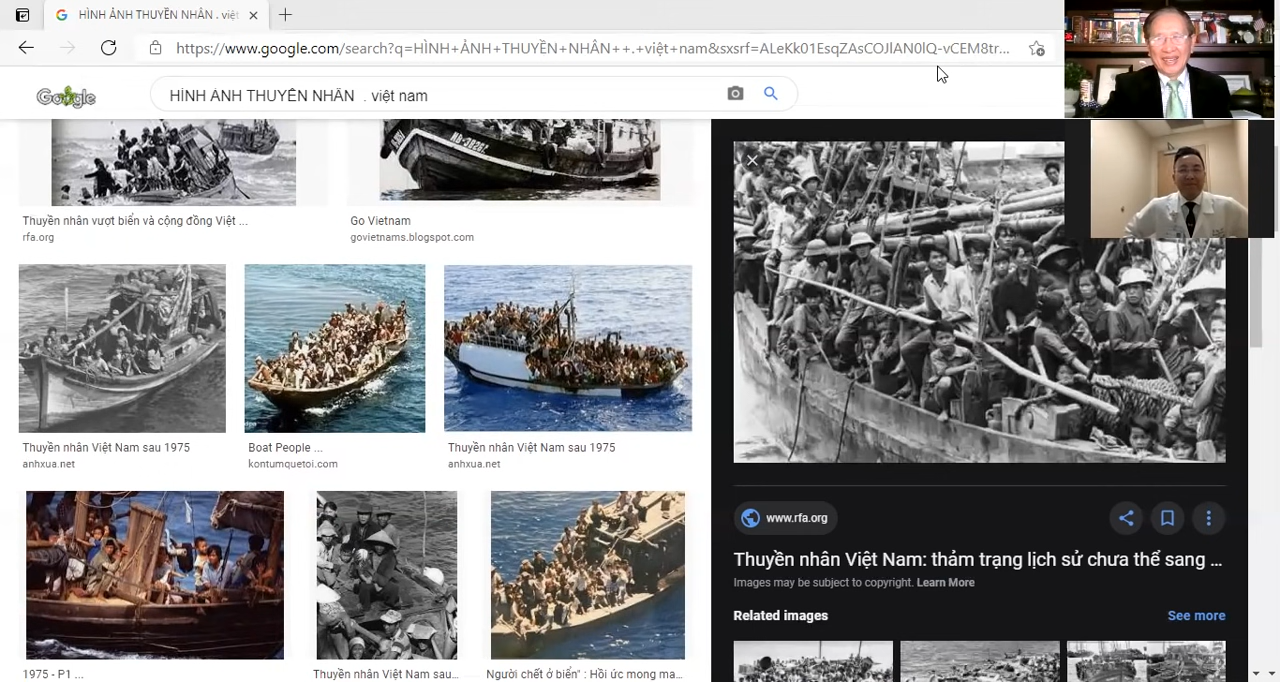 HÌNH ẢNH THUYỀN NHÂN . việt
https://www.google.com/search?q=HÌNH+ẢNH+THUYỀN+NHÂN++.+việt+nam&sxsrf=ALeKk01EsqZAsCOJlAN0lQ-vCEM8tr...
Google
HÌNH ẢNH THUYỀN NHÂN . việt nam
Thuyền nhân vượt biển và cộng đồng Việt ...
rfa.org
Go Vietnam
govietnams.blogspot.com
Thuyền nhân Việt Nam sau 1975
anhxua.net
Boat People ...
kontumquetoi.com
Thuyền nhân Việt Nam sau 1975
anhxua.net
1975 - P1 ...
Thuyền nhân Việt Nam sau...
Người chết ở biển" : Hồi ức mong ma...
www.rfa.org
Thuyền nhân Việt Nam: thảm trạng lịch sử chưa thể sang ...
Images may be subject to copyright. Learn More
Related images
See more